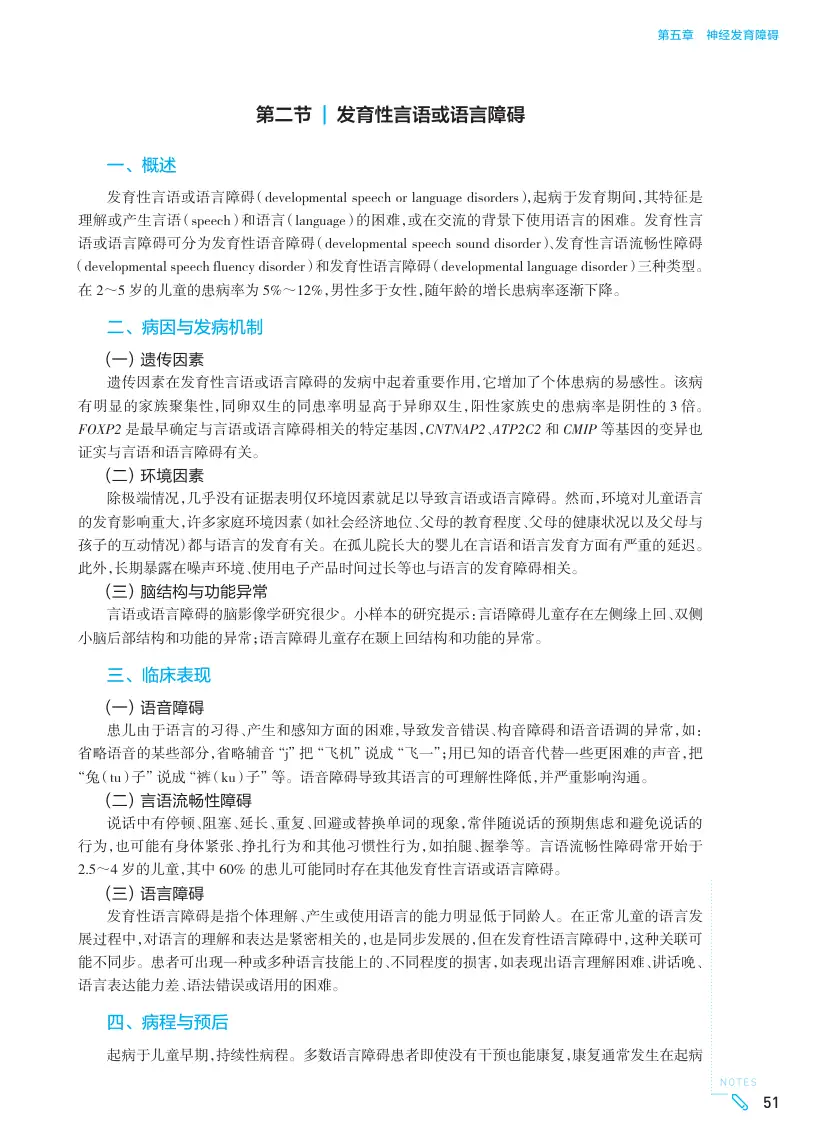 第五章 神经发育障碍
第二节 | 发育性言语或语言障碍
一、概述
发育性言语或语言障碍（developmental speech or language disorders），起病于发育期间，其特征是
理解或产生言语（speech）和语言（language）的困难，或在交流的背景下使用语言的困难。发育性言
语或语言障碍可分为发育性语音障碍（developmental speech sound disorder）、发育性言语流畅性障碍
（developmental speech fluency disorder）和发育性语言障碍（developmental language disorder）三种类型。
在 2～5 岁的儿童的患病率为 5%～12%，男性多于女性，随年龄的增长患病率逐渐下降。
二、病因与发病机制
（一）遗传因素
遗传因素在发育性言语或语言障碍的发病中起着重要作用，它增加了个体患病的易感性。该病
有明显的家族聚集性，同卵双生的同患率明显高于异卵双生，阳性家族史的患病率是阴性的 3 倍。
FOXP2 是最早确定与言语或语言障碍相关的特定基因，CNTNAP2、ATP2C2 和 CMIP 等基因的变异也
证实与言语和语言障碍有关。
（二）环境因素
除极端情况，几乎没有证据表明仅环境因素就足以导致言语或语言障碍。然而，环境对儿童语言
的发育影响重大，许多家庭环境因素（如社会经济地位、父母的教育程度、父母的健康状况以及父母与
孩子的互动情况）都与语言的发育有关。在孤儿院长大的婴儿在言语和语言发育方面有严重的延迟。
此外，长期暴露在噪声环境、使用电子产品时间过长等也与语言的发育障碍相关。
（三）脑结构与功能异常
言语或语言障碍的脑影像学研究很少。小样本的研究提示：言语障碍儿童存在左侧缘上回、双侧
小脑后部结构和功能的异常；语言障碍儿童存在颞上回结构和功能的异常。
三、临床表现
（一）语音障碍
患儿由于语言的习得、产生和感知方面的困难，导致发音错误、构音障碍和语音语调的异常，如：
省略语音的某些部分，省略辅音“j”把“飞机”说成“飞一”；用已知的语音代替一些更困难的声音，把
“兔（tu）子”说成“裤（ku）子”等。语音障碍导致其语言的可理解性降低，并严重影响沟通。
（二）言语流畅性障碍
说话中有停顿、阻塞、延长、重复、回避或替换单词的现象，常伴随说话的预期焦虑和避免说话的
行为，也可能有身体紧张、挣扎行为和其他习惯性行为，如拍腿、握拳等。言语流畅性障碍常开始于
2.5～4 岁的儿童，其中 60% 的患儿可能同时存在其他发育性言语或语言障碍。
（三）语言障碍
发育性语言障碍是指个体理解、产生或使用语言的能力明显低于同龄人。在正常儿童的语言发
展过程中，对语言的理解和表达是紧密相关的，也是同步发展的，但在发育性语言障碍中，这种关联可
能不同步。患者可出现一种或多种语言技能上的、不同程度的损害，如表现出语言理解困难、讲话晚、
语言表达能力差、语法错误或语用的困难。
四、病程与预后
起病于儿童早期，持续性病程。多数语言障碍患者即使没有干预也能康复，康复通常发生在起病
NOTES
51